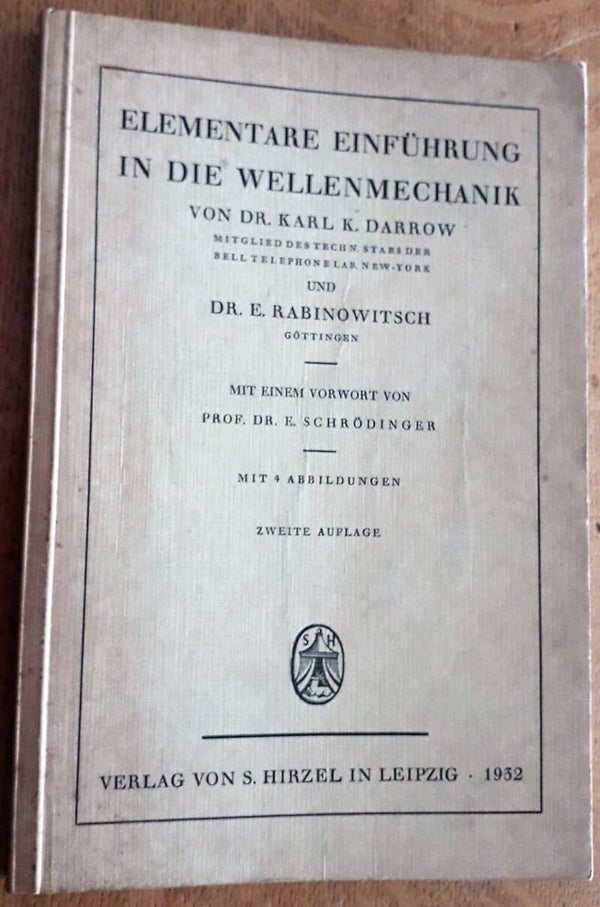 ELEMENTARE EINFÜHRUNG
IN DIE WELLENMECHANIK
VON DR. KARL K. DARROW
MITGLIED DES TECHN. STABS DER
BELL TELEPHONE LAB. NEW-YORK
UND
DR. E. RABINOWITSCH
GÖTTINGEN
MIT EINEM VORWORT VON
PROF. DR. E. SCHRÖDINGER
MIT 4 ABBILDUNGEN
ZWEITE AUFLAGE
S H
VERLAG VON S. HIRZEL IN LEIPZIG · 1932